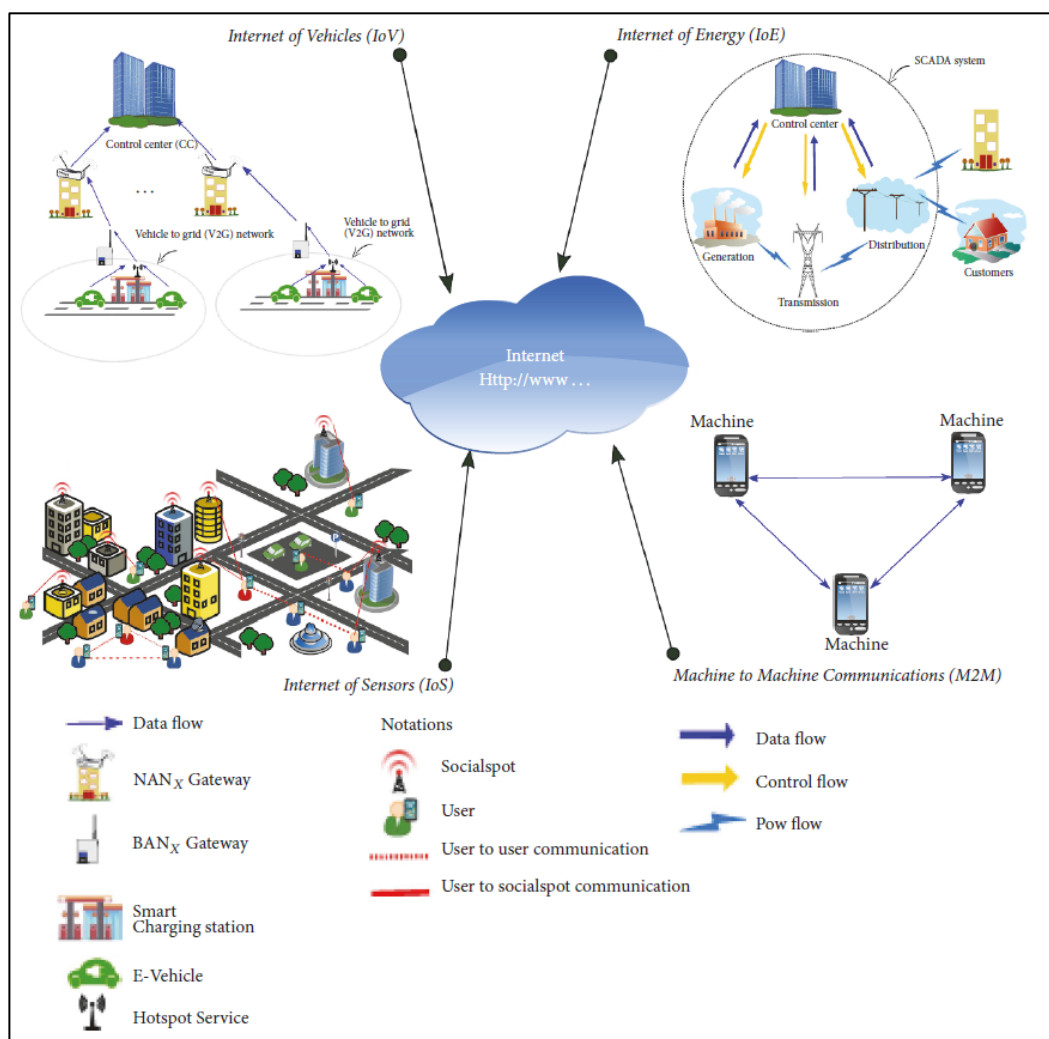 Internet of Vehicles (IoV)
Internet of Energy (IoE)
SCADA system
Control center
Control center (CC)
. . .
Vehicle to grid (V2G) network
Vehicle to grid
(V2G) network
Generation
Distribution
Transmission
Customers
Internet
Http://www . . .
Machine
Machine
Machine
Internet of Sensors (IoS)
Machine to Machine Communications (M2M)
Data flow
NANX Gateway
BANX Gateway
Smart
Charging station
E-Vehicle
Hotspot Service
Notations
Socialspot
User
User to user communication
User to socialspot communication
Data flow
Control flow
Pow flow